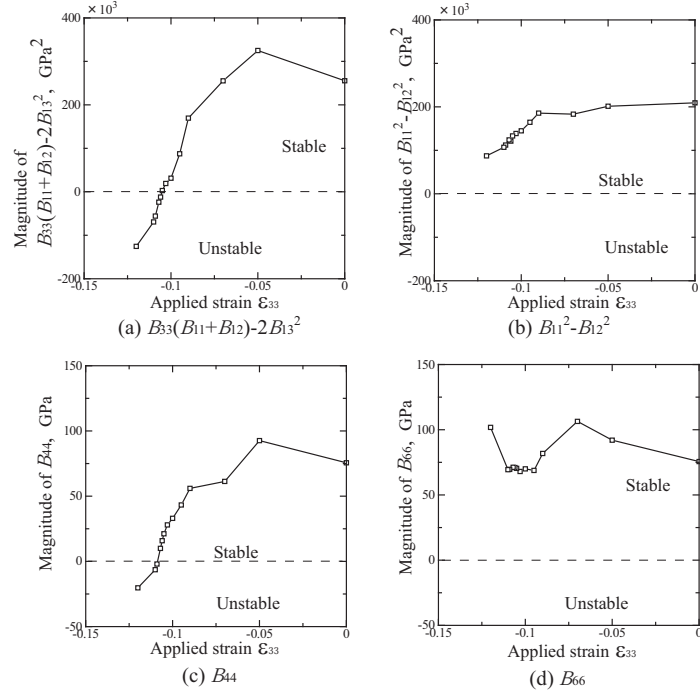 ×10³
400
200
0
-200
-0.15
-0.1
-0.05
0
Magnitude of
B33(B11+B12)-2B13², GPa²
Stable
Unstable
Applied strain ε33
(a) B33(B11+B12)-2B13²
×10³
400
200
0
-200
-0.15
-0.1
-0.05
0
Magnitude of B11²-B12², GPa²
Stable
Unstable
Applied strain ε33
(b) B11²-B12²
150
100
50
0
-50
-0.15
-0.1
-0.05
0
Magnitude of B44, GPa
Stable
Unstable
Applied strain ε33
(c) B44
150
100
50
0
-50
-0.15
-0.1
-0.05
0
Magnitude of B66, GPa
Stable
Unstable
Applied strain ε33
(d) B66